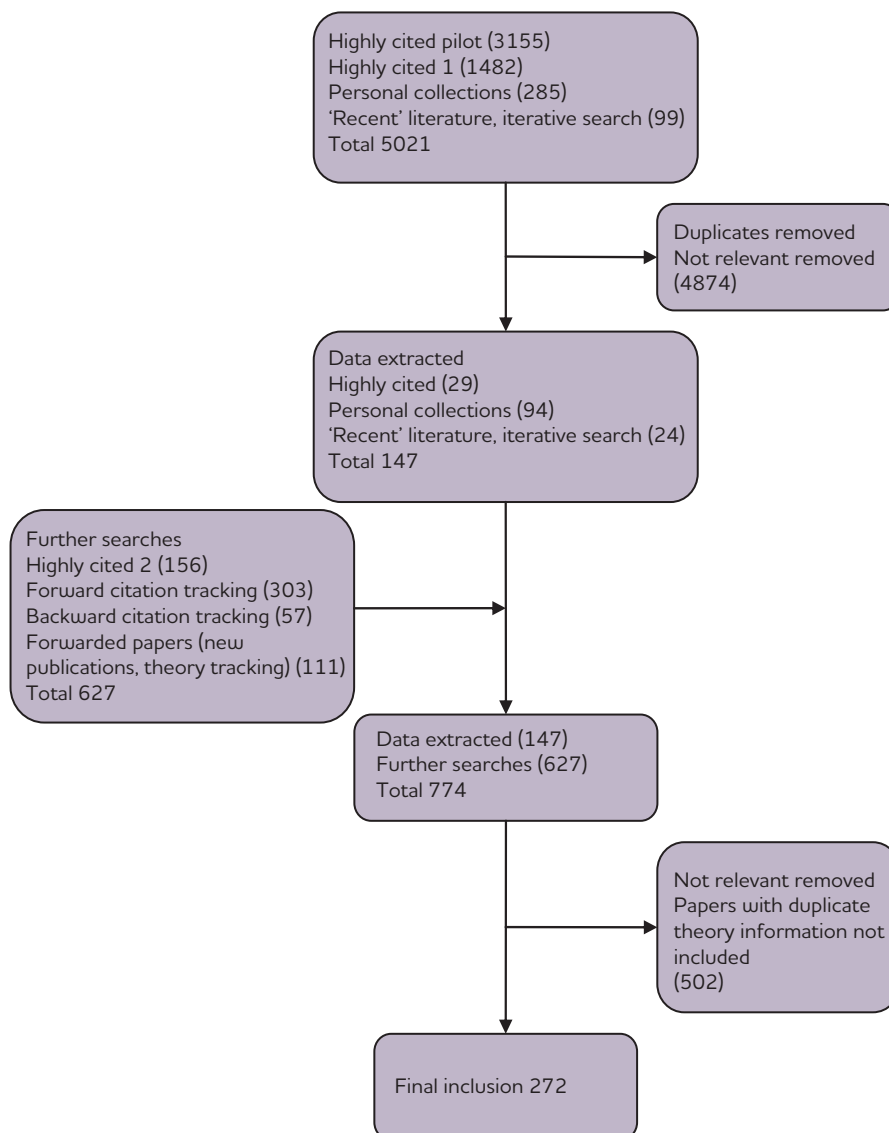 Highly cited pilot (3155)
Highly cited 1 (1482)
Personal collections (285)
‘Recent’ literature, iterative search (99)
Total 5021
Duplicates removed
Not relevant removed
(4874)
Data extracted
Highly cited (29)
Personal collections (94)
‘Recent’ literature, iterative search (24)
Total 147
Further searches
Highly cited 2 (156)
Forward citation tracking (303)
Backward citation tracking (57)
Forwarded papers (new
publications, theory tracking) (111)
Total 627
Data extracted (147)
Further searches (627)
Total 774
Not relevant removed
Papers with duplicate
theory information not
included
(502)
Final inclusion 272